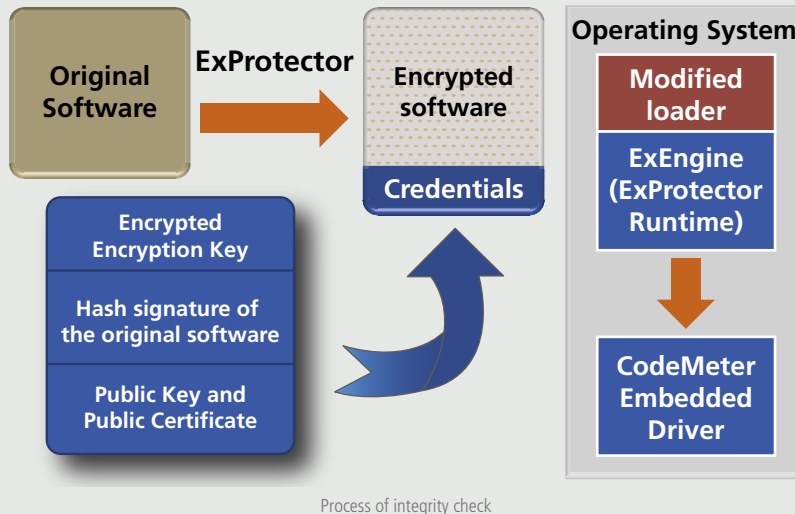 Original
Software
ExProtector
Encrypted
software
Credentials
Encrypted
Encryption Key
Hash signature of
the original software
Public Key and
Public Certificate
Operating System
Modified
loader
ExEngine
(ExProtector
Runtime)
CodeMeter
Embedded
Driver
Process of integrity check